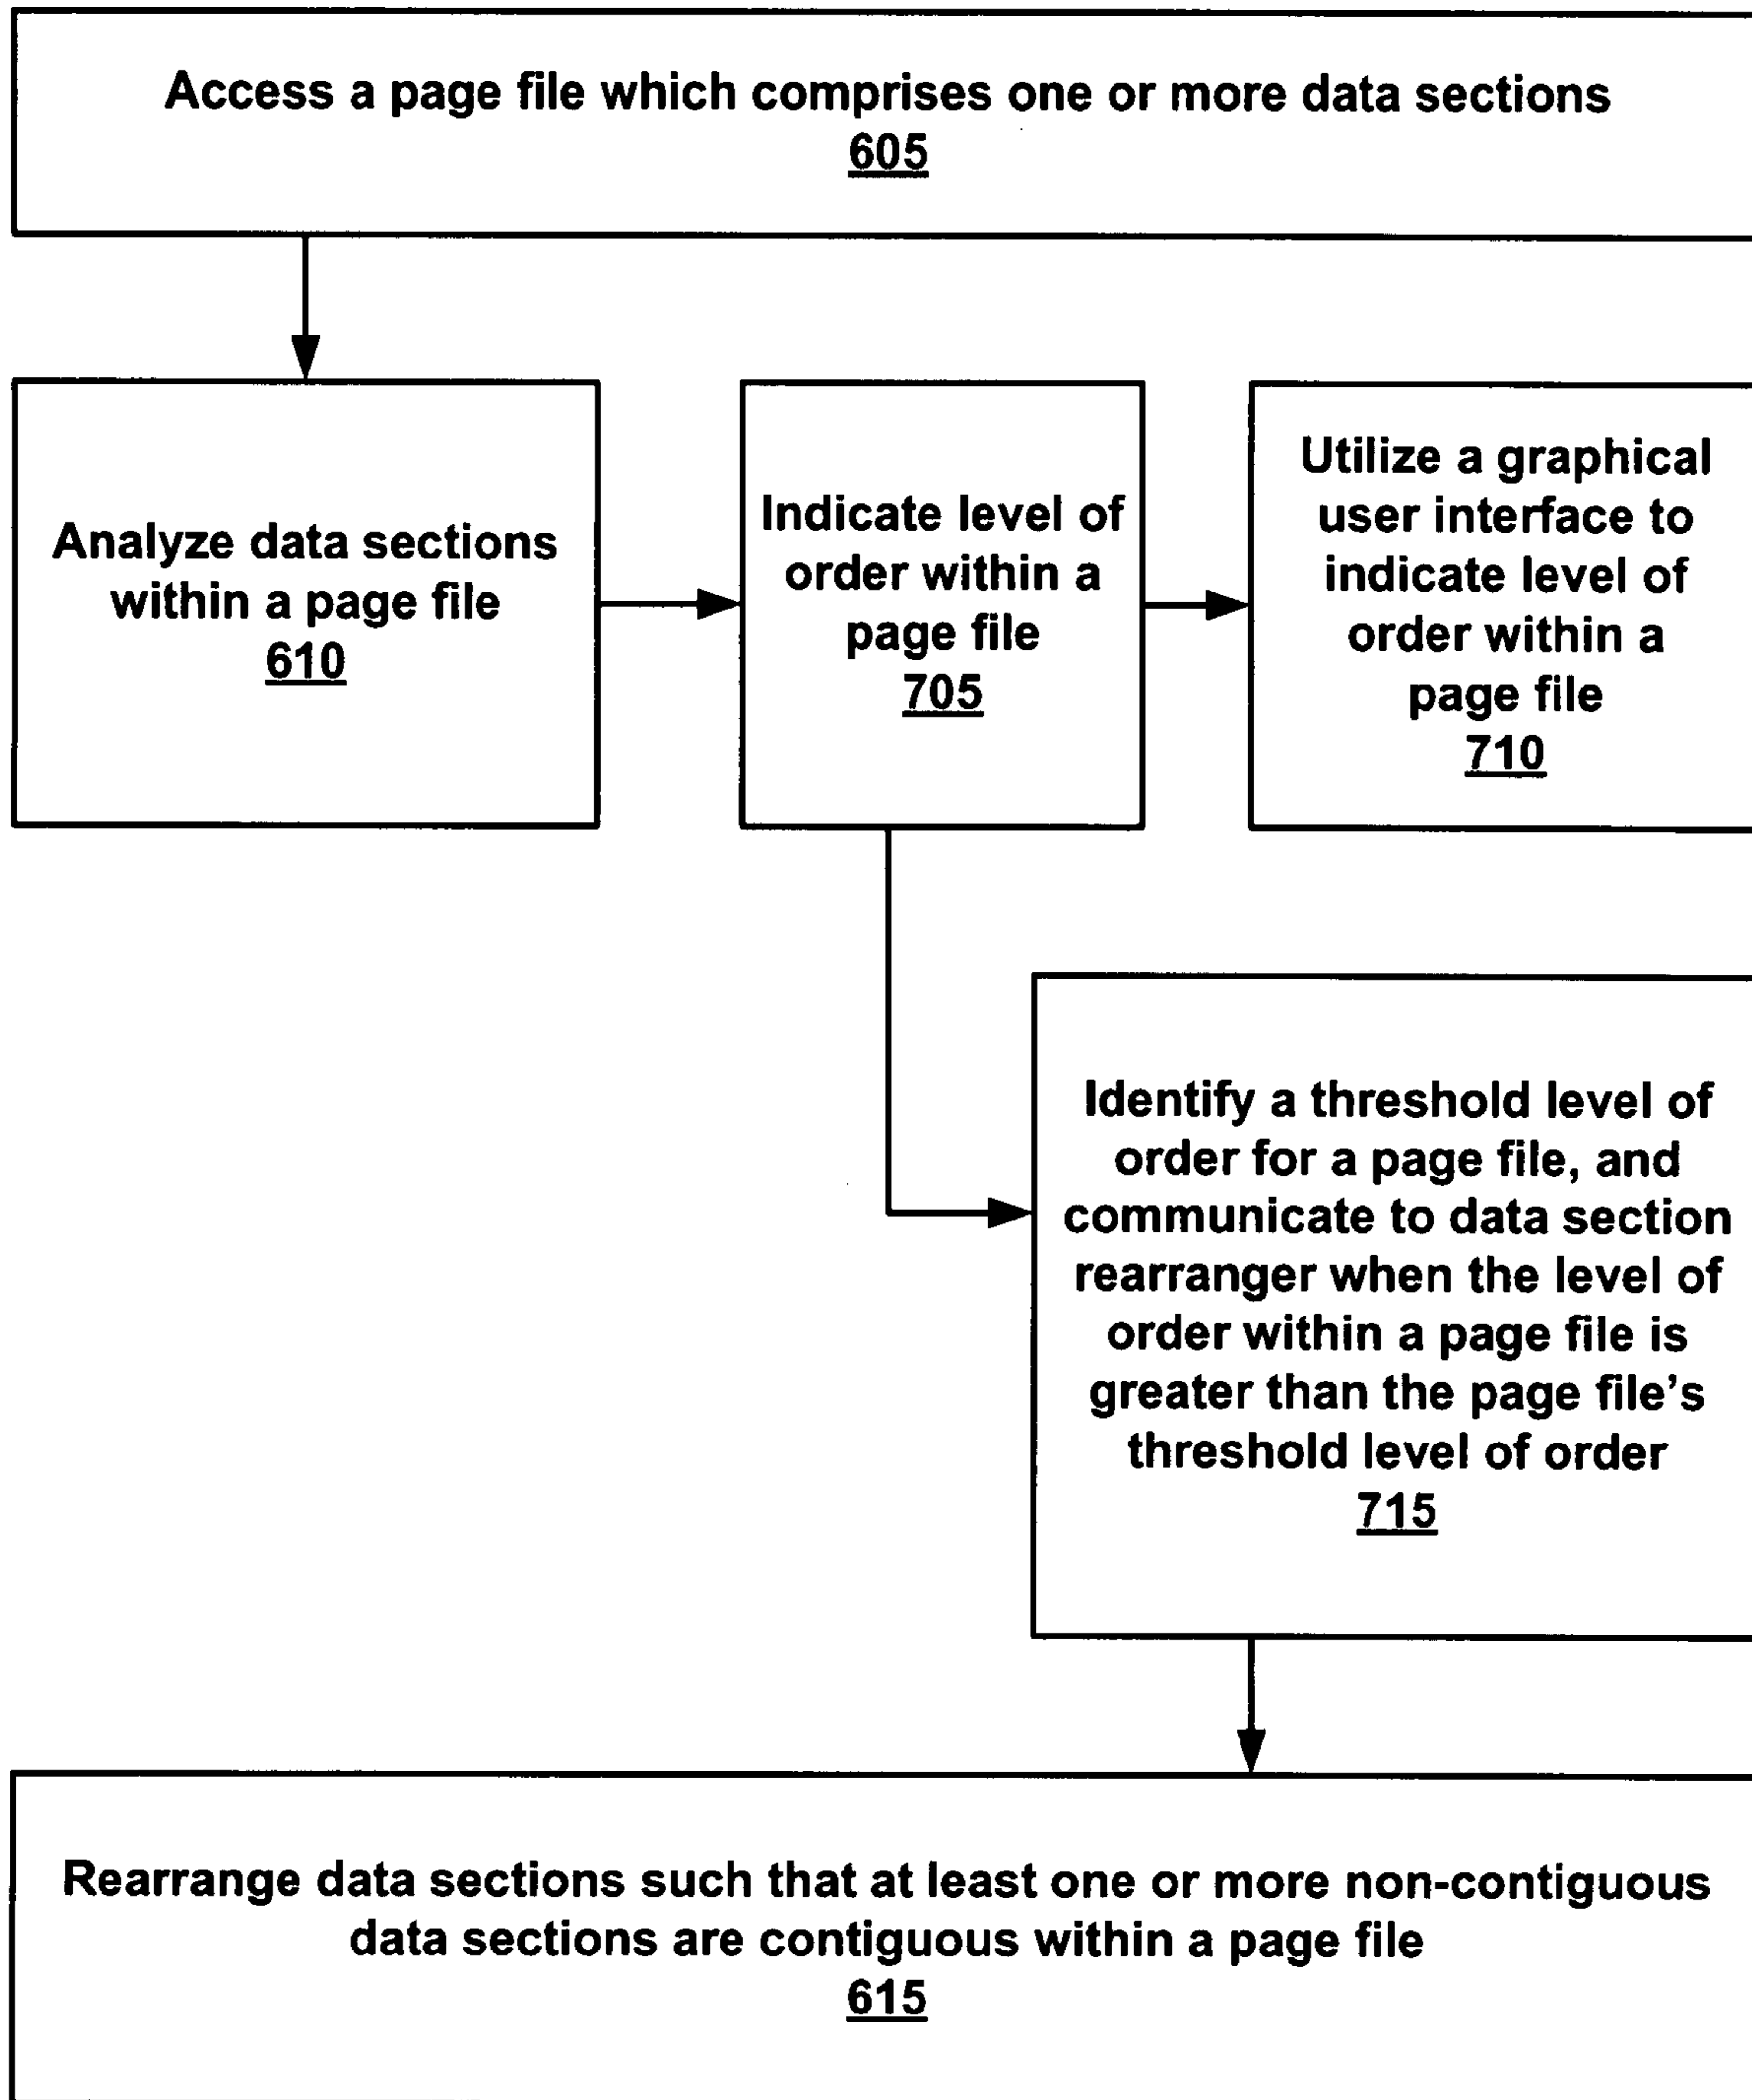 Access a page file which comprises one or more data sections
605
Analyze data sections
within a page file
610
Indicate level of
order within a
page file
705
Utilize a graphical
user interface to
indicate level of
order within a
page file
710
Identify a threshold level of
order for a page file, and
communicate to data section
rearranger when the level of
order within a page file is
greater than the page file's
threshold level of order
715
Rearrange data sections such that at least one or more non-contiguous
data sections are contiguous within a page file
615